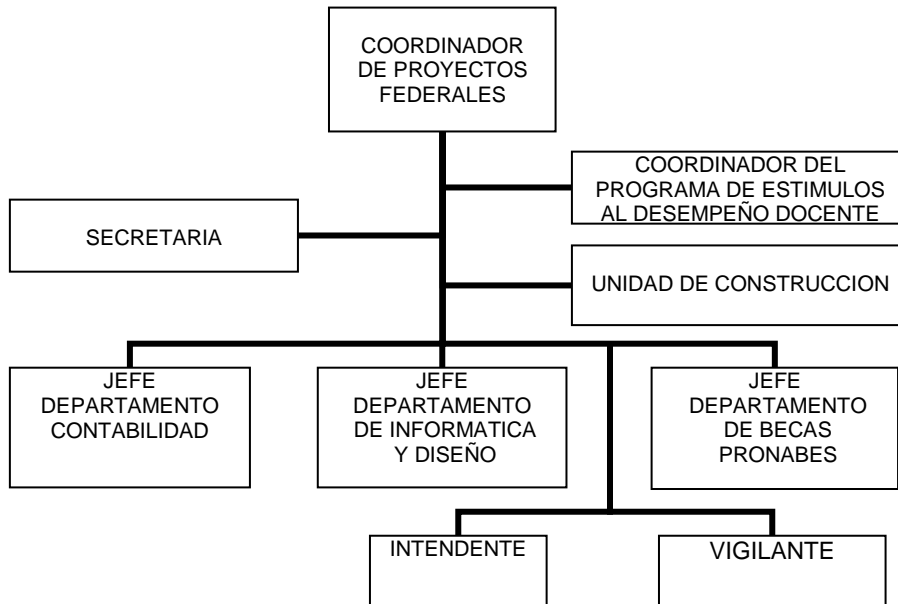 COORDINADOR
DE PROYECTOS
FEDERALES
COORDINADOR DEL
PROGRAMA DE ESTIMULOS
AL DESEMPEÑO DOCENTE
SECRETARIA
UNIDAD DE CONSTRUCCION
JEFE
DEPARTAMENTO
CONTABILIDAD
JEFE
DEPARTAMENTO
DE INFORMATICA
Y DISEÑO
JEFE
DEPARTAMENTO
DE BECAS
PRONABES
INTENDENTE
VIGILANTE